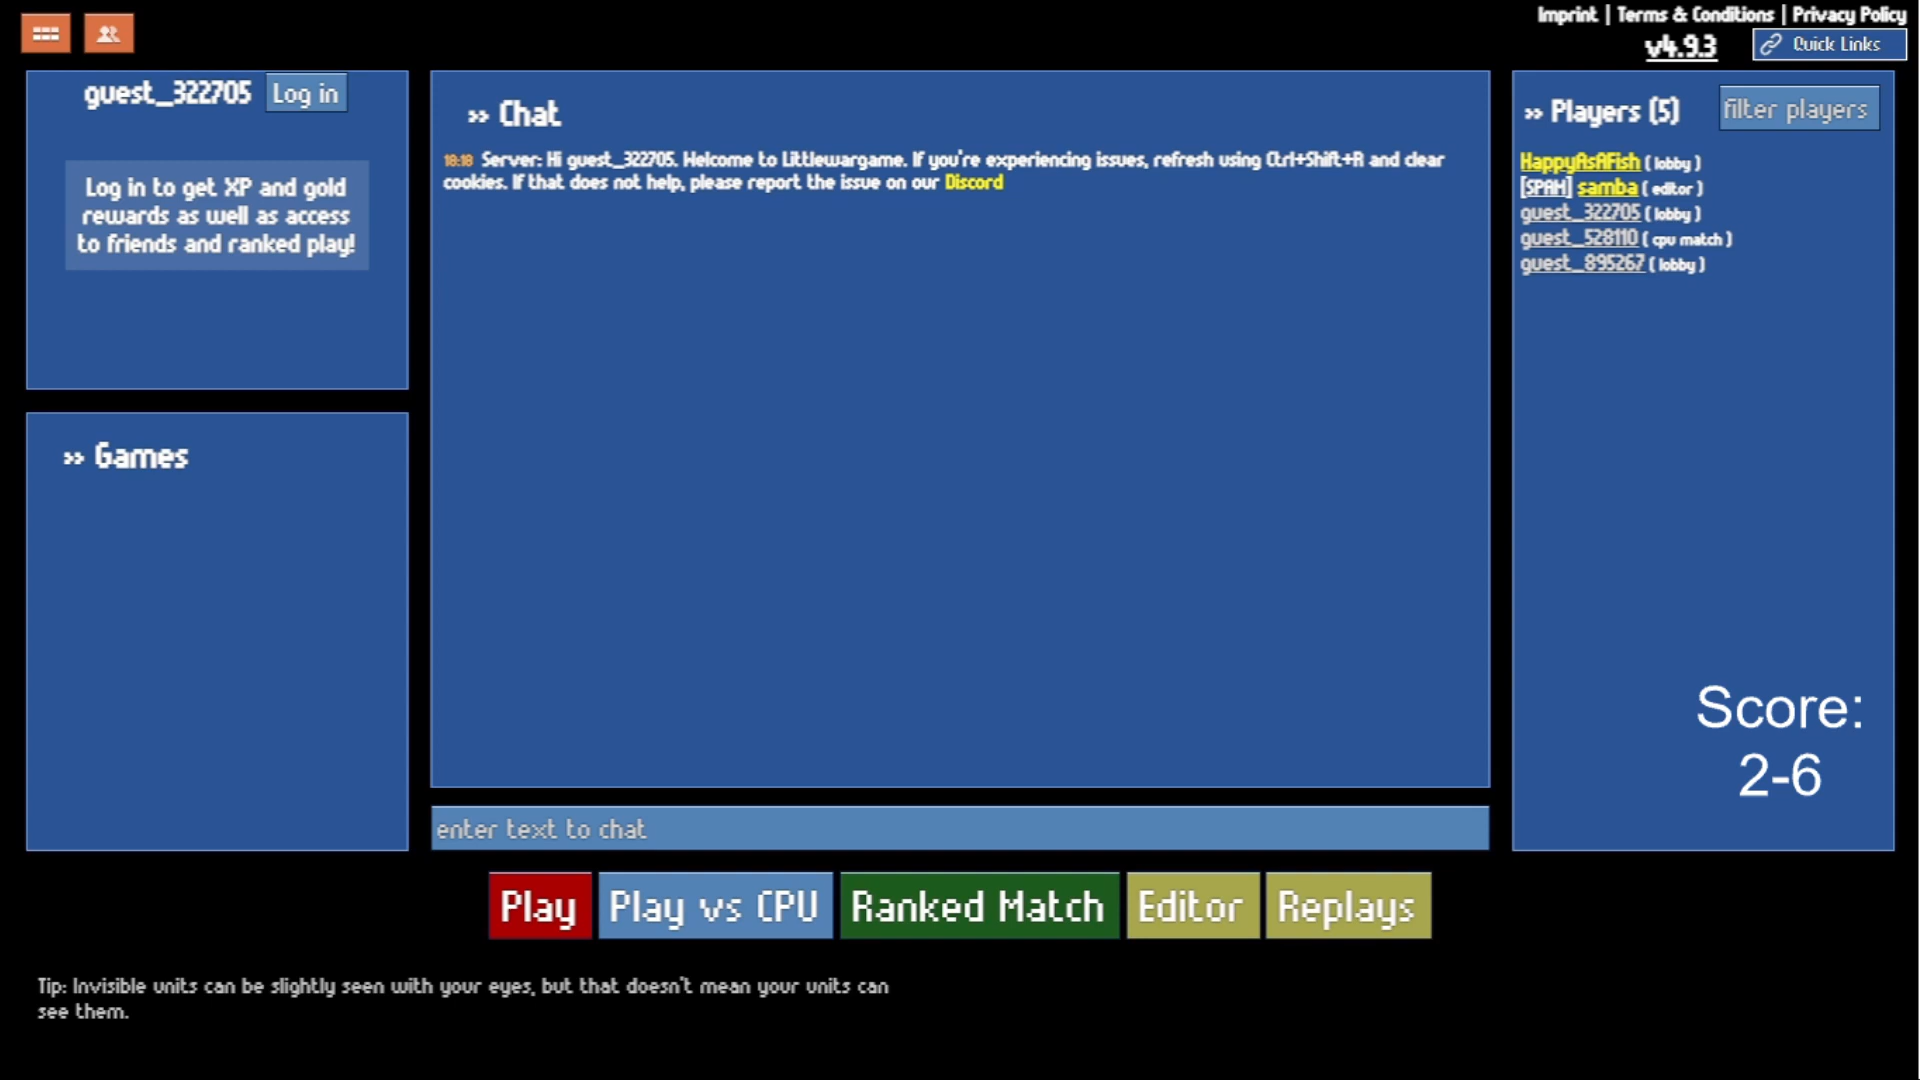 Imprint | Terms & Conditions | Privacy Policy
v4.9.3
Quick Links
guest_322705 Log in
Log in to get XP and gold
rewards as well as access
to friends and ranked play!
>> Games
>> Chat
18:18 Server: Hi guest_322705. Welcome to Littlewargame. If you're experiencing issues, refresh using Ctrl+Shift+R and clear
cookies. If that does not help, please report the issue on our Discord
enter text to chat
>> Players (5) filter players
HappyAsAFish ( lobby )
[SPAM] samba ( editor )
guest_322705 ( lobby )
guest_528110 ( cpu match )
guest_895267 ( lobby )
Score:
2-6
Play
Play vs CPU
Ranked Match
Editor
Replays
Tip: Invisible units can be slightly seen with your eyes, but that doesn't mean your units can
see them.